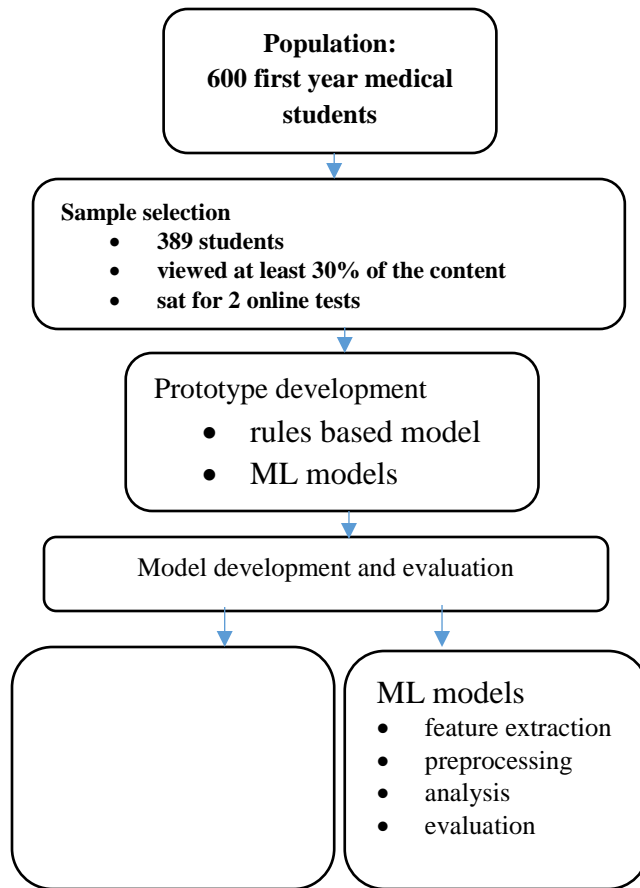 Population:
600 first year medical
students
Sample selection
• 389 students
• viewed at least 30% of the content
• sat for 2 online tests
Prototype development
• rules based model
• ML models
Model development and evaluation
ML models
• feature extraction
• preprocessing
• analysis
• evaluation